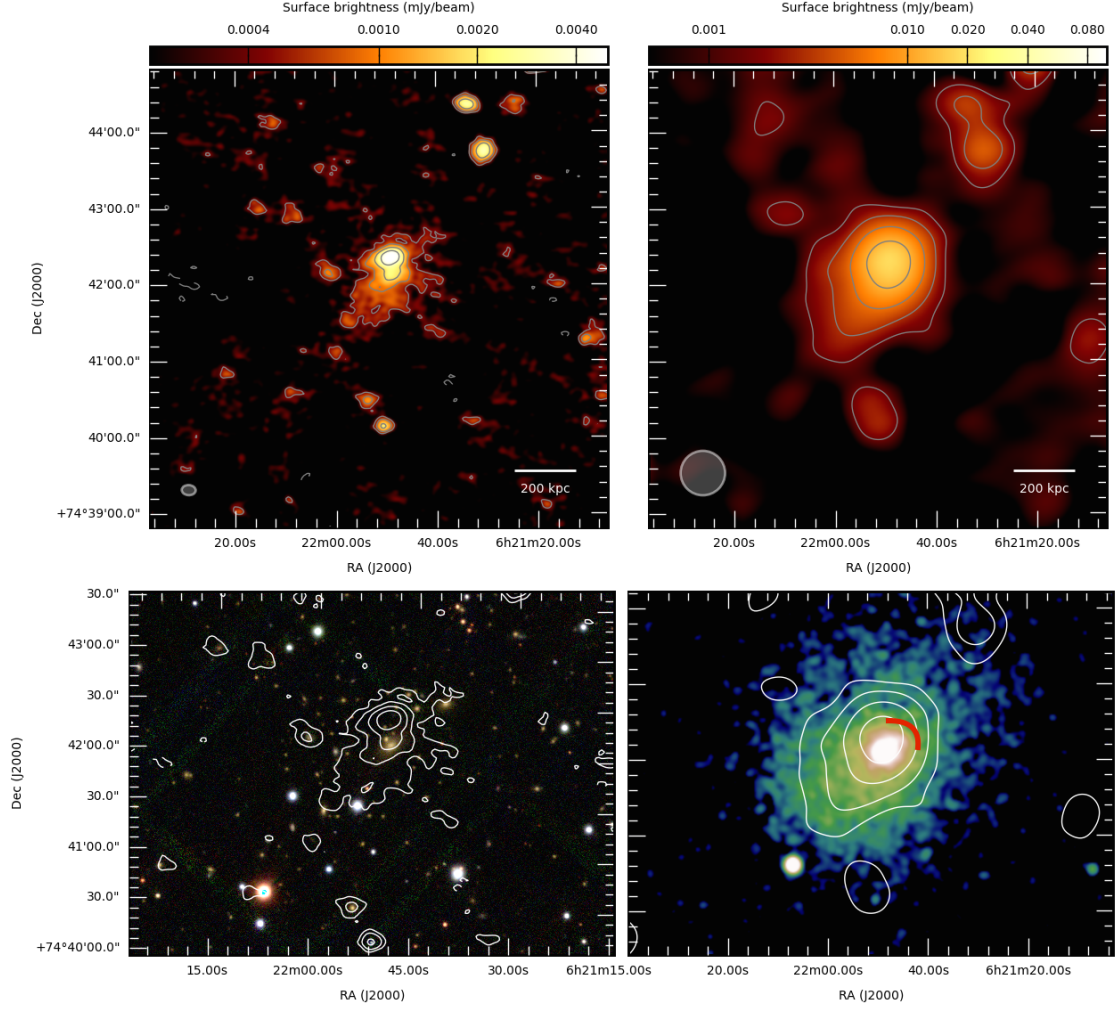 Surface brightness (mJy/beam)
Surface brightness (mJy/beam)
0.0004 0.0010 0.0020 0.0040
0.001 0.010 0.020 0.040 0.080
44'00.0"
43'00.0"
Dec (J2000)
42'00.0"
41'00.0"
40'00.0"
+74°39'00.0"
200 kpc
200 kpc
20.00s 22m00.00s 40.00s 6h21m20.00s
20.00s 22m00.00s 40.00s 6h21m20.00s
RA (J2000)
RA (J2000)
30.0"
43'00.0"
30.0"
Dec (J2000)
42'00.0"
30.0"
41'00.0"
30.0"
+74°40'00.0"
15.00s 22m00.00s 45.00s 30.00s 6h21m15.00s
20.00s 22m00.00s 40.00s 6h21m20.00s
RA (J2000)
RA (J2000)